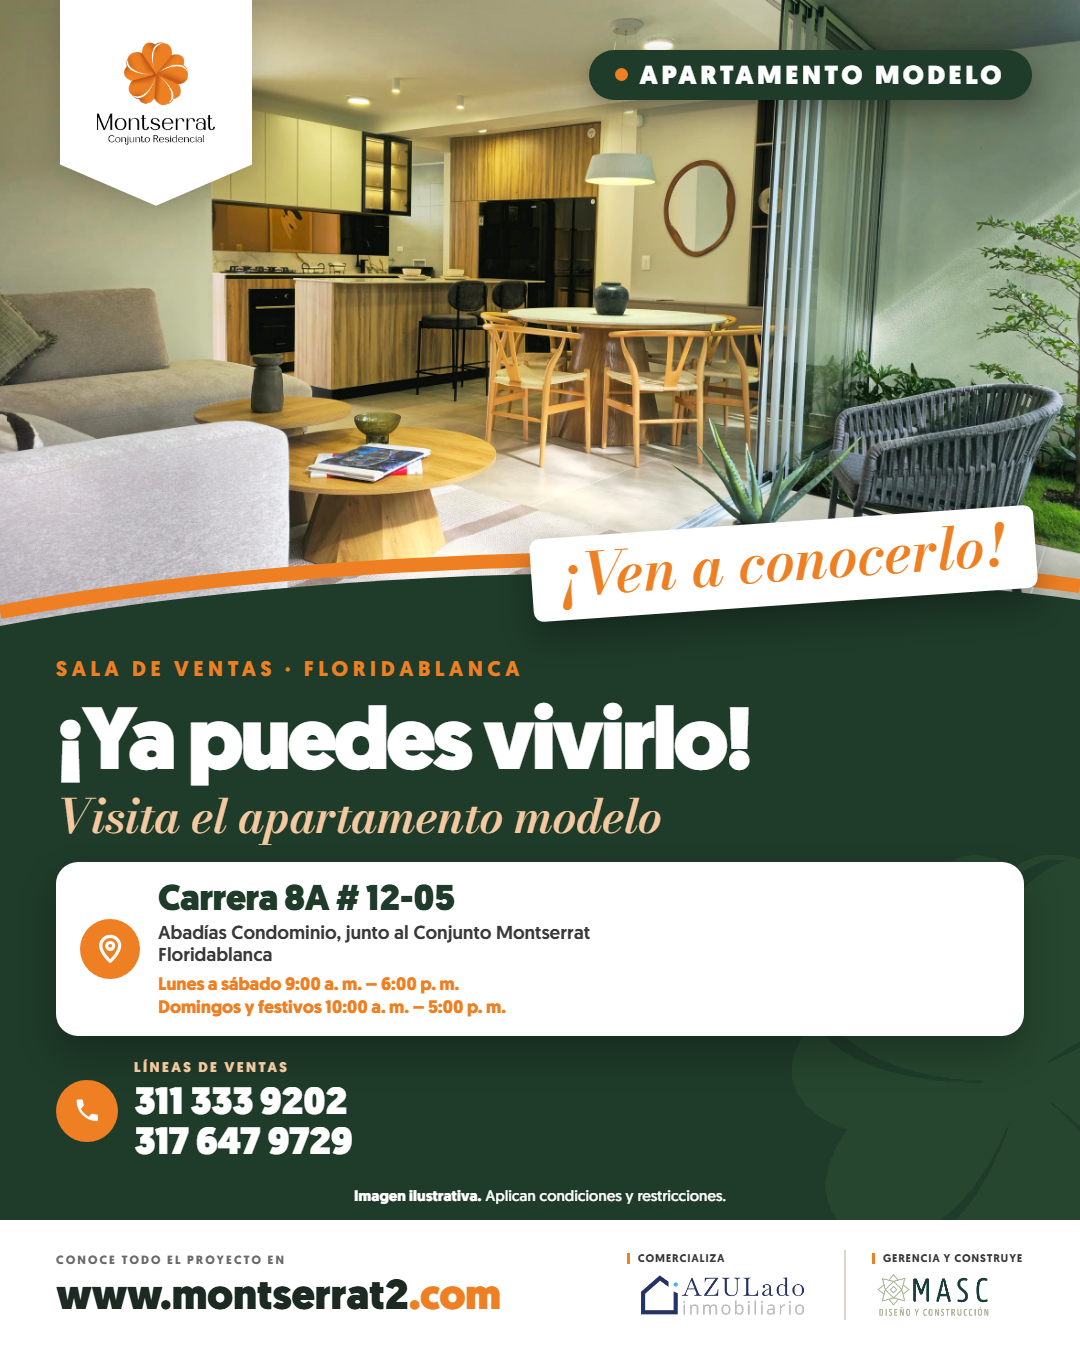 Montserrat
Conjunto Residencial
APARTAMENTO MODELO
¡Ven a conocerlo!
SALA DE VENTAS · FLORIDABLANCA
¡Ya puedes vivirlo!
Visita el apartamento modelo
Carrera 8A # 12-05
Abadías Condominio, junto al Conjunto Montserrat
Floridablanca
Lunes a sábado 9:00 a. m. – 6:00 p. m.
Domingos y festivos 10:00 a. m. – 5:00 p. m.
LÍNEAS DE VENTAS
311 333 9202
317 647 9729
Imagen ilustrativa. Aplican condiciones y restricciones.
CONOCE TODO EL PROYECTO EN
www.montserrat2.com
COMERCIALIZA
AZULado
inmobiliario
GERENCIA Y CONSTRUYE
MASC
DISEÑO Y CONSTRUCCIÓN